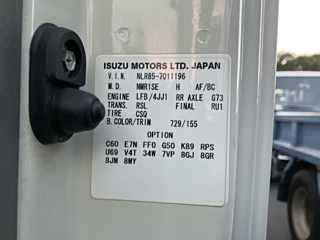 ISUZU MOTORS LTD. JAPAN
V.I.N. NLR85-7011196
M.D. NMR1SE H AF/BC
ENGINE LFB/4JJ1 RR AXLE G73
TRANS. RSL FINAL RU1
TIRE CSQ
B.COLOR/TRIM 729/155
OPTION
C60 E7N FF0 G50 K89 RPS
U69 V4T 34W 7VP 8GJ 8GR
8JM 8MY